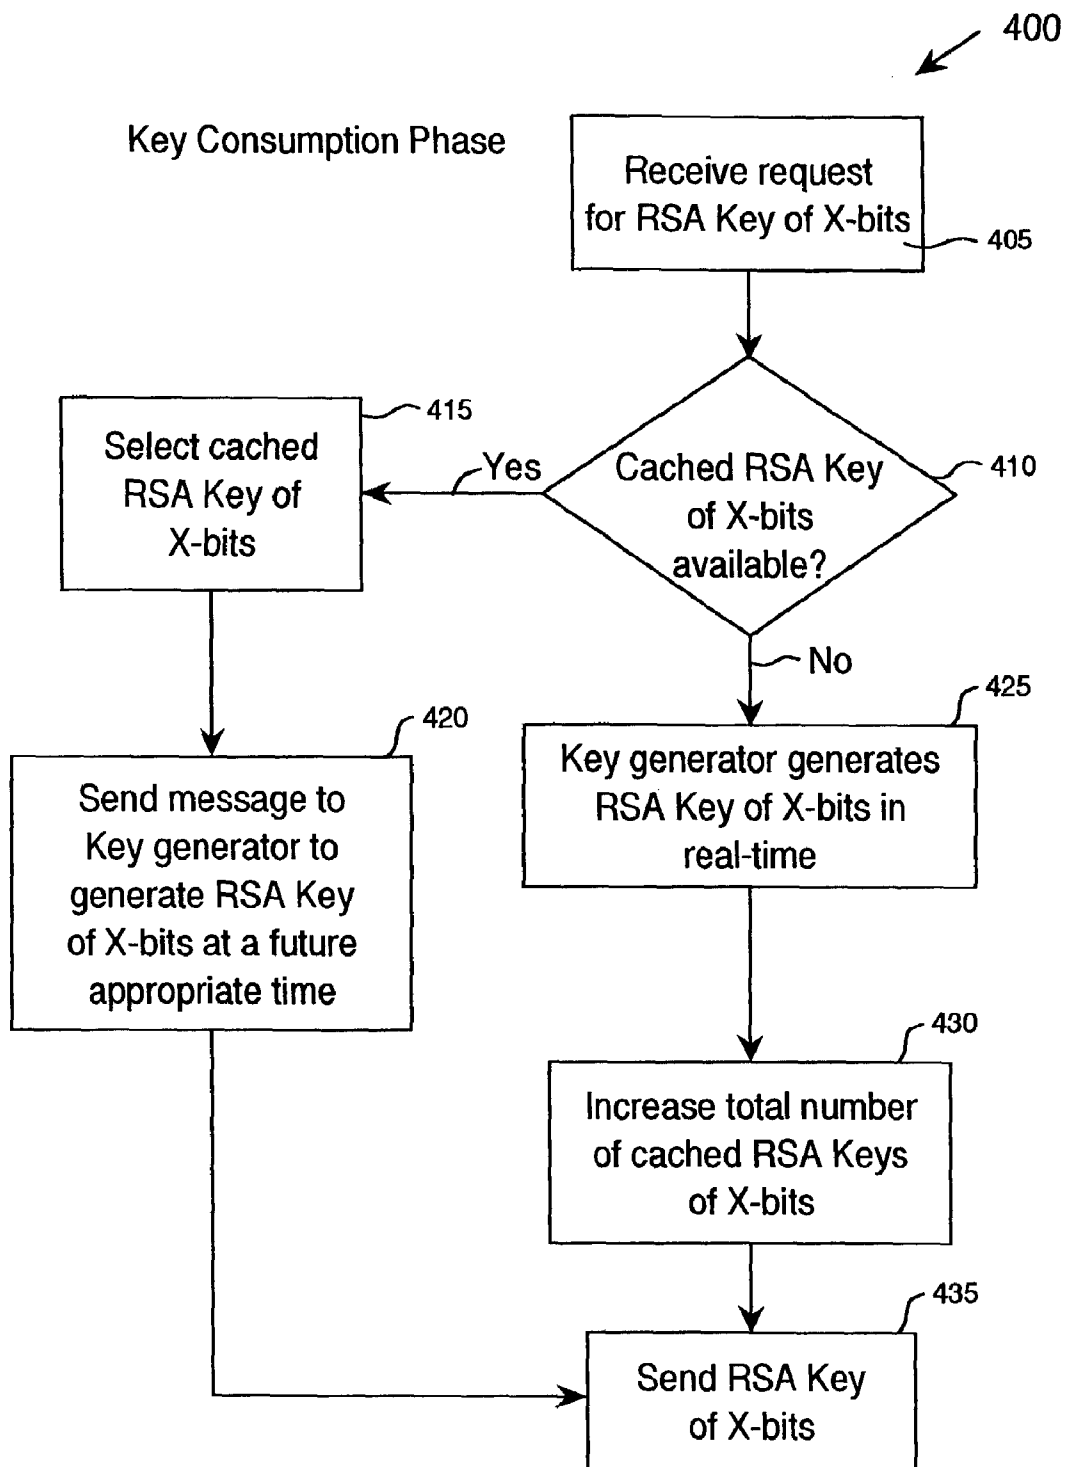 400
Key Consumption Phase
Receive request
for RSA Key of X-bits
405
415
Select cached
RSA Key of
X-bits
Yes
Cached RSA Key
of X-bits
available?
410
No
420
Send message to
Key generator to
generate RSA Key
of X-bits at a future
appropriate time
425
Key generator generates
RSA Key of X-bits in
real-time
430
Increase total number
of cached RSA Keys
of X-bits
435
Send RSA Key
of X-bits